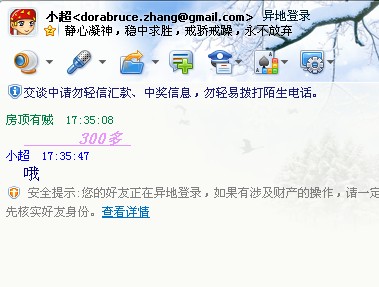 小超<dorabruce.zhang@gmail.com> 异地登录
静心凝神，稳中求胜，戒骄戒躁，永不放弃
交谈中请勿轻信汇款、中奖信息，勿轻易拨打陌生电话。
房顶有贼 17:35:08
300多
小超 17:35:47
哦
安全提示:您的好友正在异地登录，如果有涉及财产的操作，请一定
先核实好友身份。查看详情